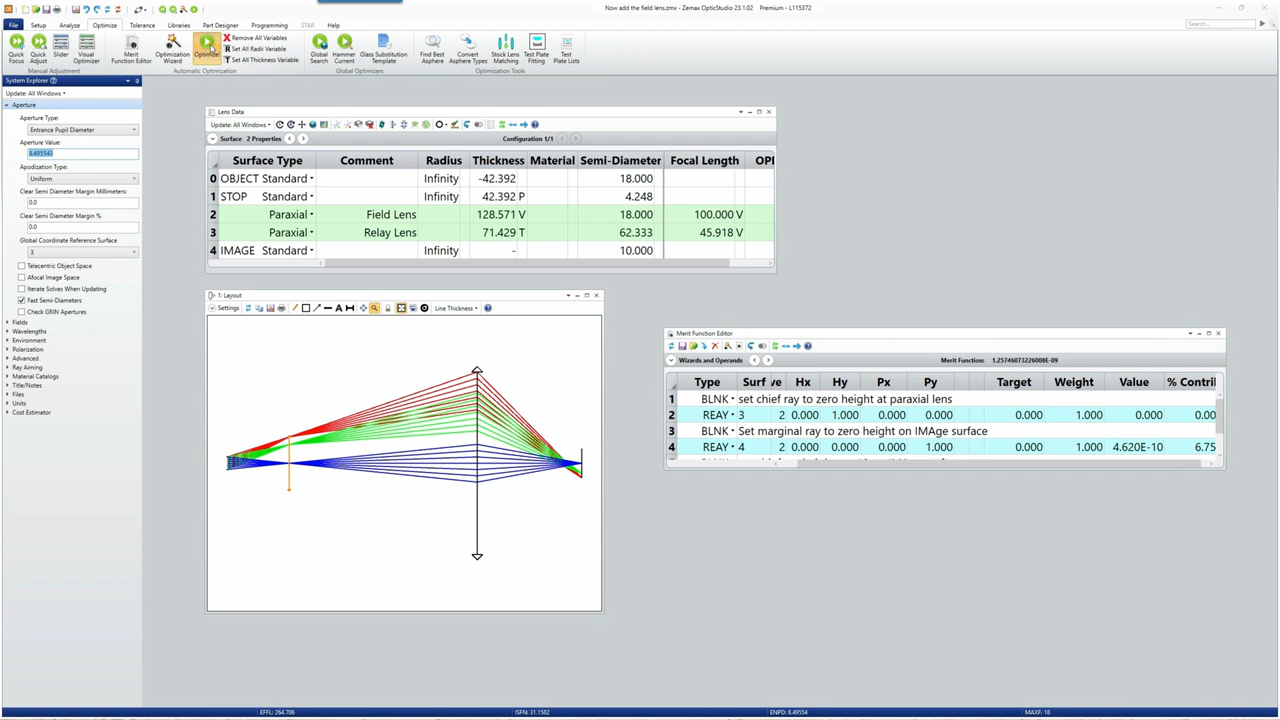 Now add the field lens.zmx - Zemax OpticStudio 23.1.02 Premium - L115372
File Setup Analyze Optimize Tolerance Libraries Part Designer Programming STAR Help
Search...
Quick Focus
Quick Adjust
Slider
Visual Optimizer
Merit Function Editor
Optimization Wizard
Optimize!
Remove All Variables
Set All Radii Variable
Set All Thickness Variable
Global Search
Hammer Current
Glass Substitution Template
Find Best Asphere
Convert Asphere Types
Stock Lens Matching
Test Plate Fitting
Test Plate Lists
Manual Adjustment Automatic Optimization Global Optimizers Optimization Tools
System Explorer
Update: All Windows
Aperture
Aperture Type:
Entrance Pupil Diameter
Aperture Value:
8.495543
Apodization Type:
Uniform
Clear Semi Diameter Margin Millimeters:
0.0
Clear Semi Diameter Margin %
0.0
Global Coordinate Reference Surface
3
Telecentric Object Space
Afocal Image Space
Iterate Solves When Updating
Fast Semi-Diameters
Check GRIN Apertures
Fields
Wavelengths
Environment
Polarization
Advanced
Ray Aiming
Material Catalogs
Title/Notes
Files
Units
Cost Estimator
Lens Data
Update: All Windows
Surface 2 Properties Configuration 1/1
Surface Type Comment Radius Thickness Material Semi-Diameter Focal Length OPI
0 OBJECT Standard Infinity -42.392 18.000
1 STOP Standard Infinity 42.392 P 4.248
2 Paraxial Field Lens 128.571 V 18.000 100.000 V
3 Paraxial Relay Lens 71.429 T 62.333 45.918 V
4 IMAGE Standard Infinity - 10.000
1: Layout
Settings Line Thickness
Merit Function Editor
Wizards and Operands Merit Function: 1.25746073226008E-09
Type Surf ve Hx Hy Px Py Target Weight Value % Contril
1 BLNK set chief ray to zero height at paraxial lens
2 REAY 3 2 0.000 1.000 0.000 0.000 0.000 1.000 0.000 0.00
3 BLNK Set marginal ray to zero height on IMAge surface
4 REAY 4 2 0.000 0.000 0.000 1.000 0.000 1.000 4.620E-10 6.75
EFFL: 264.706 ISFN: 31.1582 ENPD: 8.49554 MAXF: 18